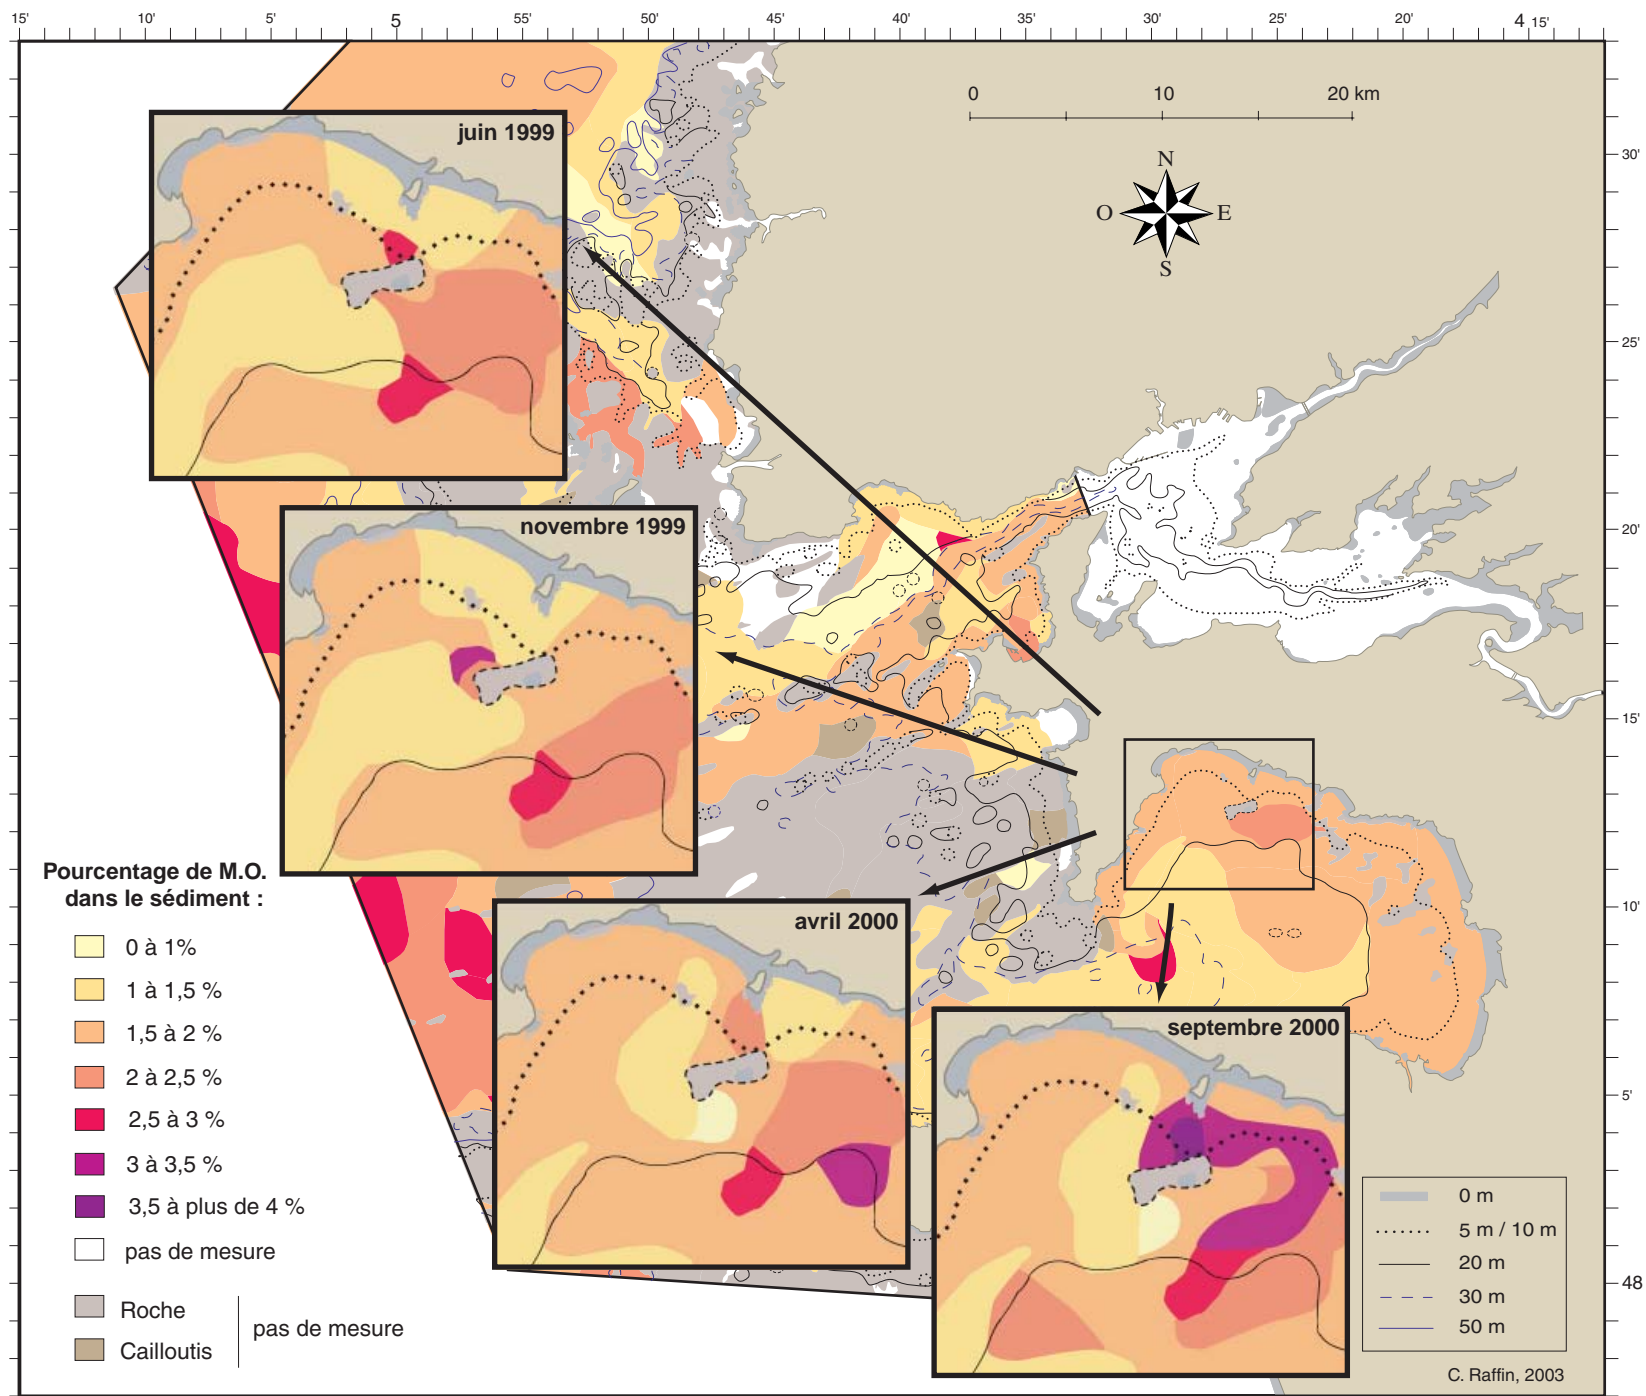 15'
10'
5'
5
55'
50'
45'
40'
35'
30'
25'
20'
4 15'
0 10 20 km
N
O E
S
juin 1999
novembre 1999
avril 2000
septembre 2000
30'
25'
20'
15'
10'
5'
48
Pourcentage de M.O.
dans le sédiment :
0 à 1%
1 à 1,5 %
1,5 à 2 %
2 à 2,5 %
2,5 à 3 %
3 à 3,5 %
3,5 à plus de 4 %
pas de mesure
Roche
Cailloutis
pas de mesure
0 m
5 m / 10 m
20 m
30 m
50 m
C. Raffin, 2003